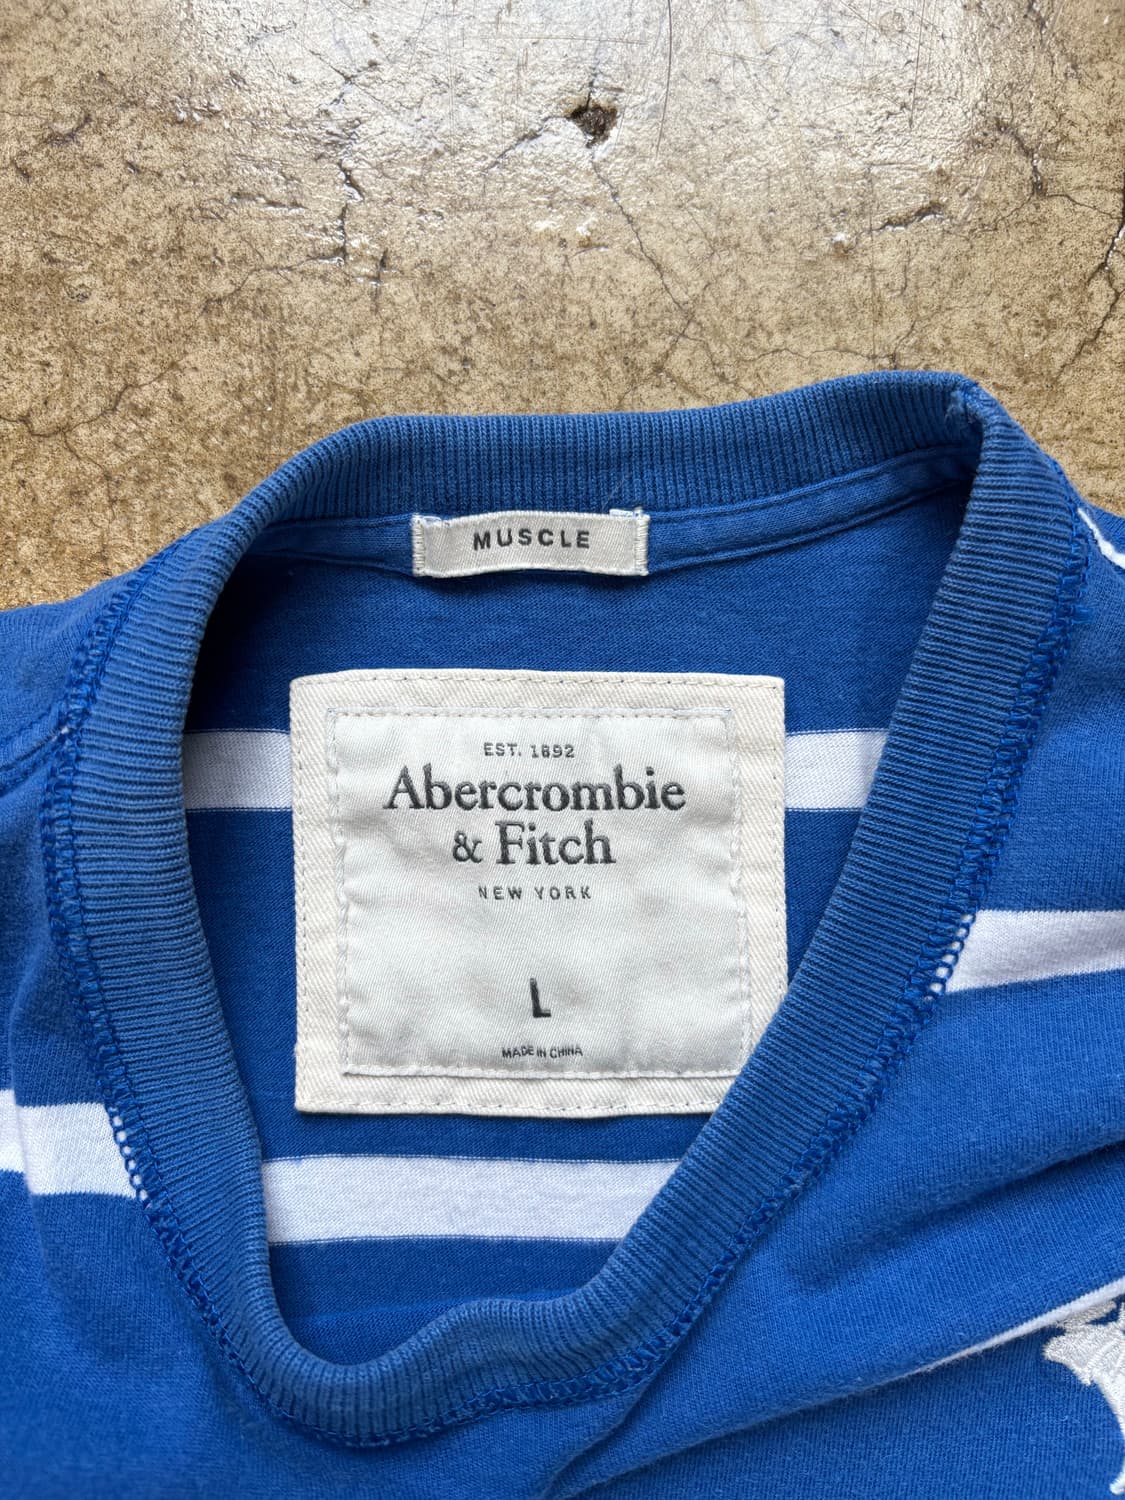 MUSCLE
EST. 1892
Abercrombie
& Fitch
NEW YORK
L
MADE IN CHINA